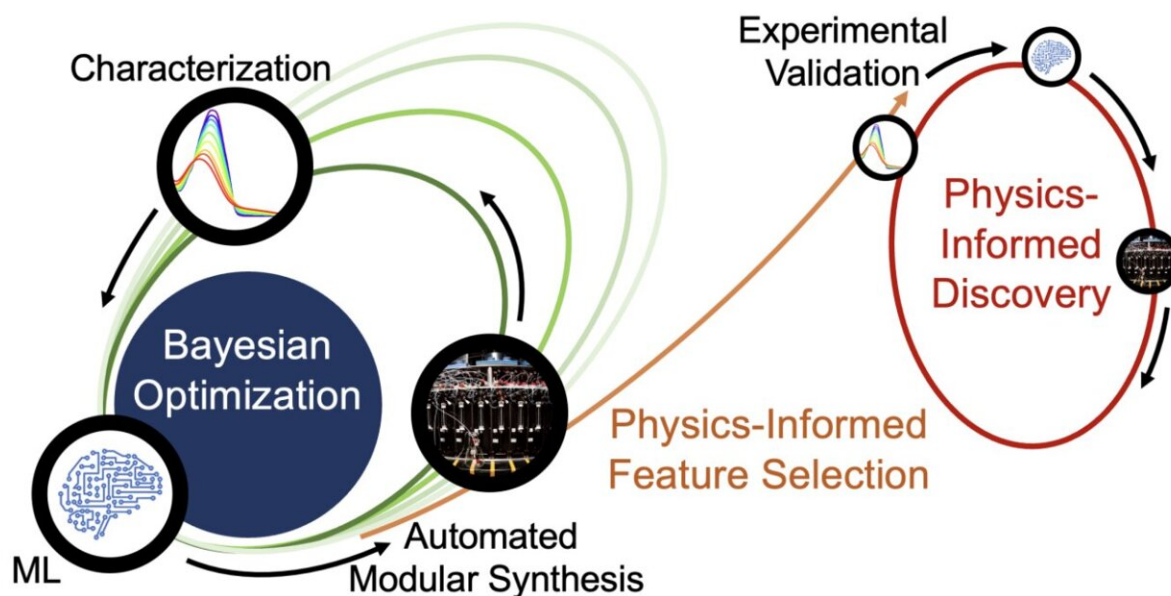 Characterization
Bayesian
Optimization
ML
Automated
Modular Synthesis
Physics-Informed
Feature Selection
Experimental
Validation
Physics-
Informed
Discovery